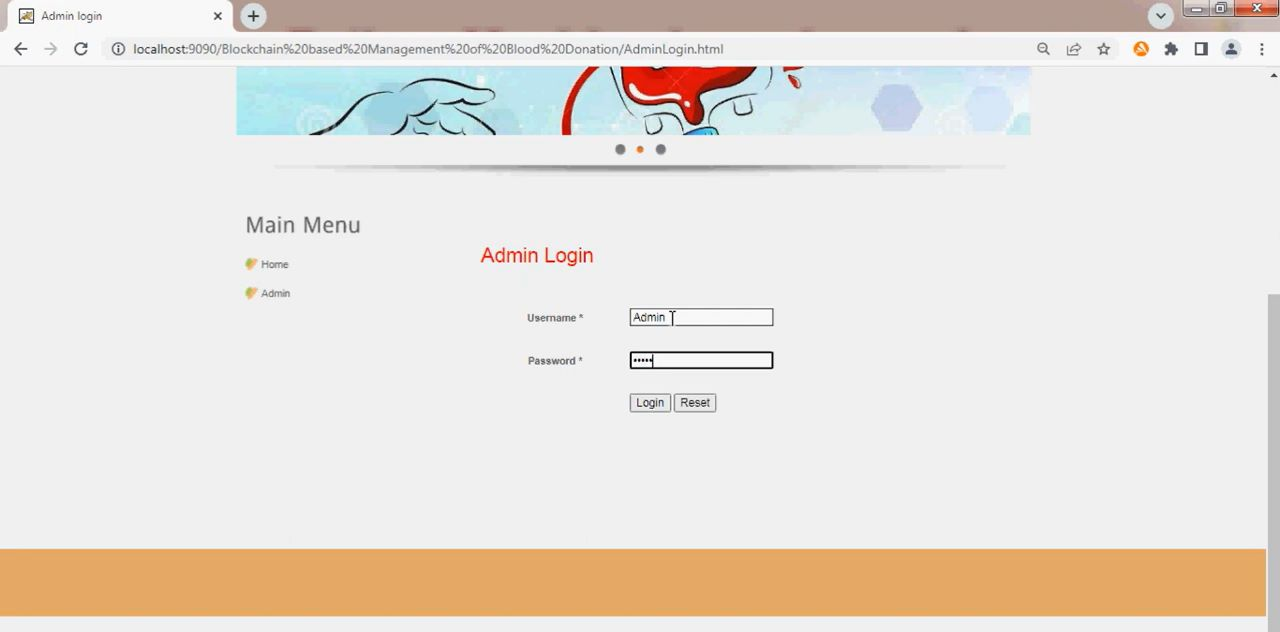 Admin login
localhost:9090/Blockchain%20based%20Management%20of%20Blood%20Donation/AdminLogin.html
Main Menu
Home
Admin
Admin Login
Username *
Admin
Password *
•••••
Login Reset